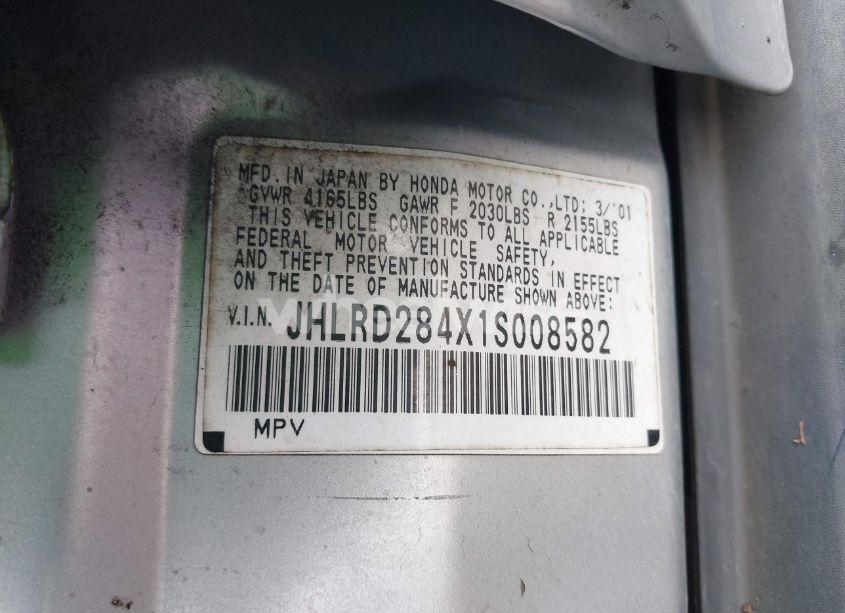 MFD. IN JAPAN BY HONDA MOTOR CO.,LTD; 3/'01
GVWR 4165LBS GAWR F 2030LBS R 2155LBS
THIS VEHICLE CONFORMS TO ALL APPLICABLE
FEDERAL MOTOR VEHICLE SAFETY,
AND THEFT PREVENTION STANDARDS IN EFFECT
ON THE DATE OF MANUFACTURE SHOWN ABOVE:
V.I.N. JHLRD284X1S008582
MPV